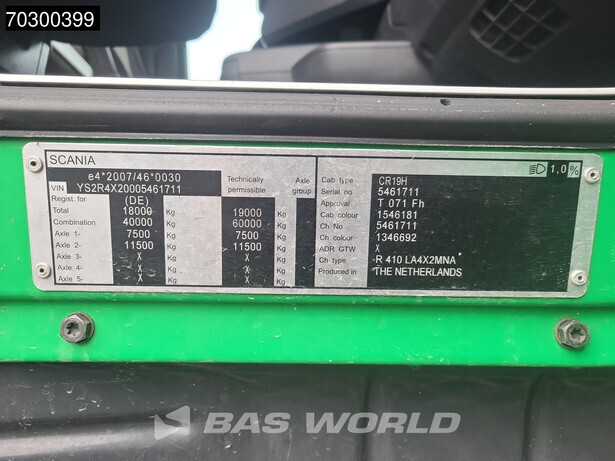 70300399
SCANIA
1,0 %
e4*2007/46*0030
VIN YS2R4X20005461711
Technically permissible
Axle group
Regist. for (DE)
Total 18000 Kg 19000 Kg
Combination 40000 Kg 60000 Kg
Axle 1- 7500 Kg 7500 Kg
Axle 2- 11500 Kg 11500 Kg
Axle 3- X Kg X Kg
Axle 4- X Kg X Kg
Axle 5- X Kg X Kg
Cab type CR19H
Serial no 5461711
Approval T 071 Fh
Cab colour 1546181
Ch No 5461711
Ch colour 1346692
ADR GTW X
Ch type R 410 LA4X2MNA
Produced in THE NETHERLANDS
BAS WORLD